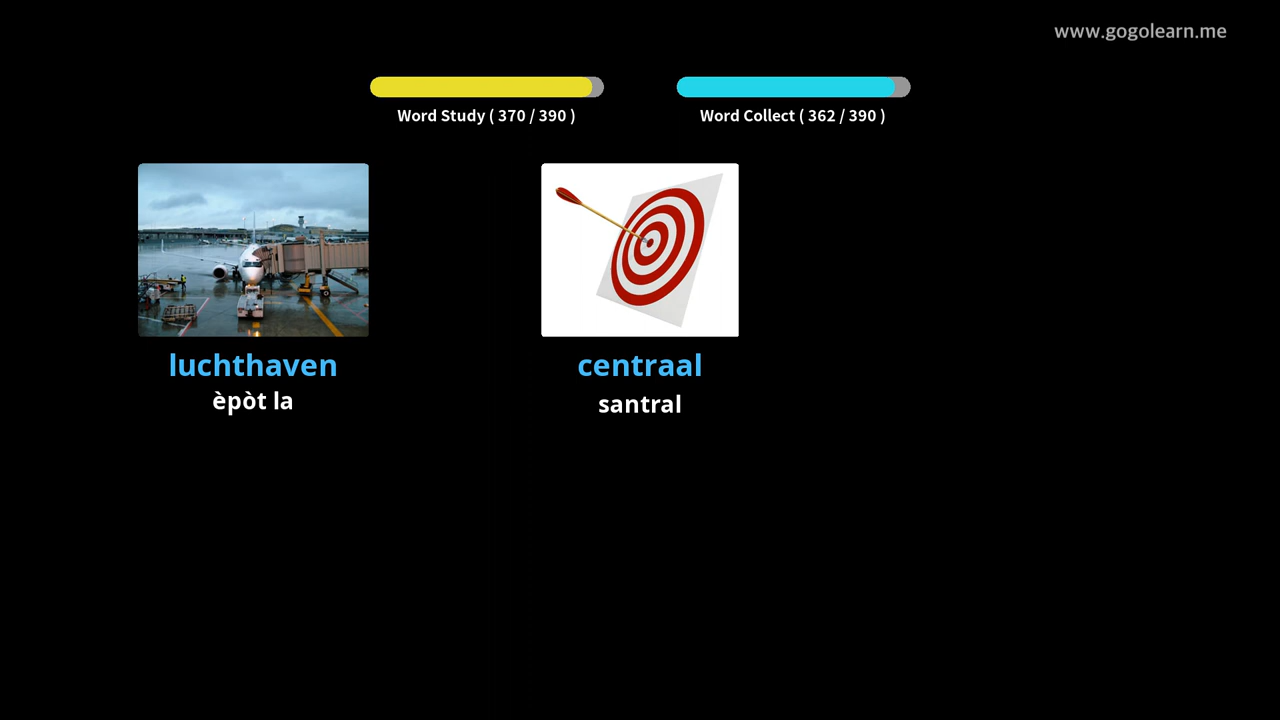 www.gogolearn.me
Word Study ( 370 / 390 )
Word Collect ( 362 / 390 )
luchthaven
èpòt la
centraal
santral